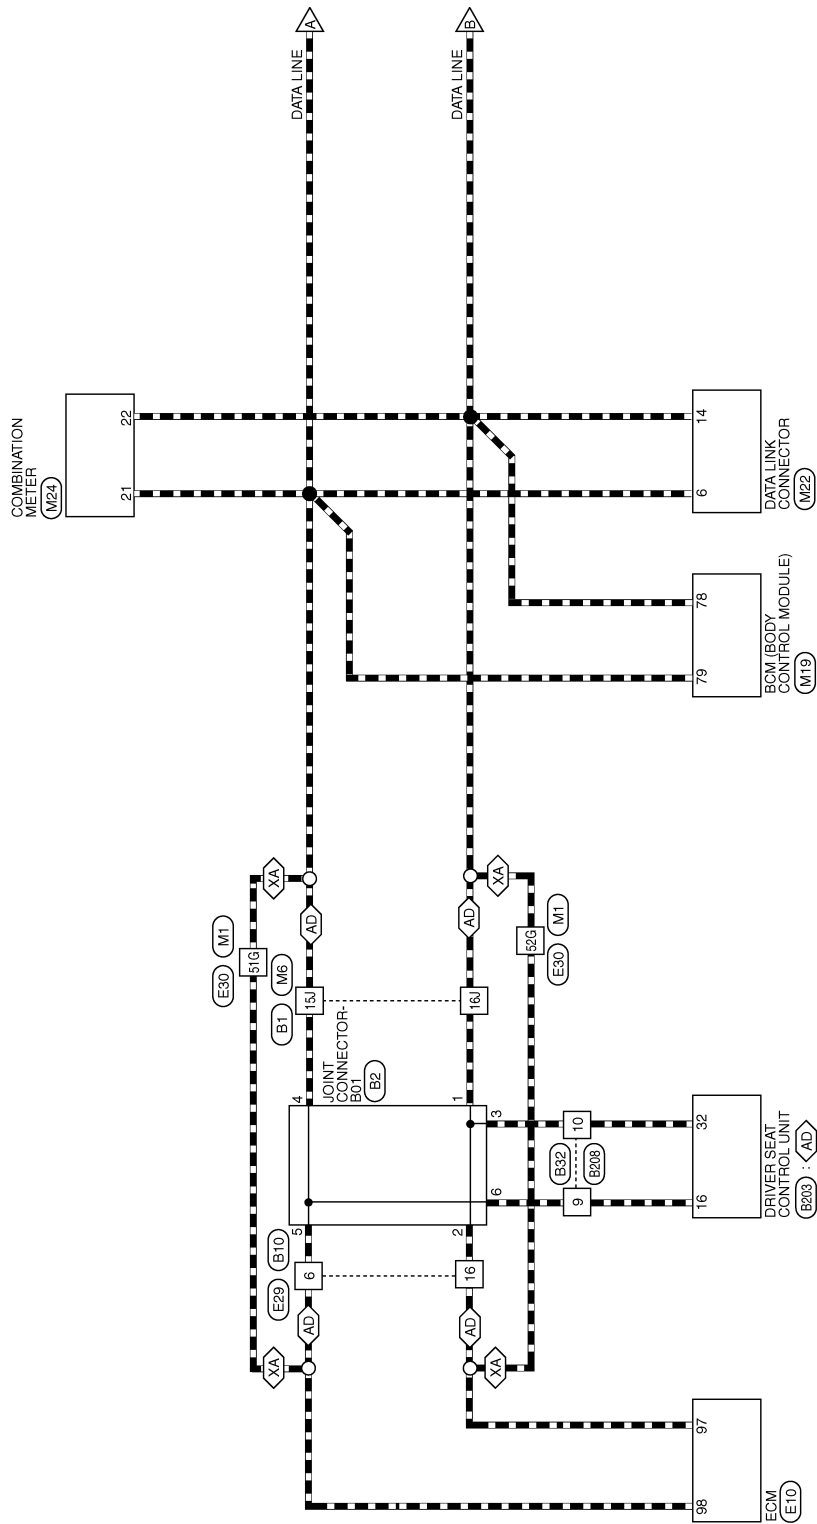 A
B
DATA LINE
DATA LINE
COMBINATION
METER
M24
22
21
14
6
DATA LINK
CONNECTOR
M22
78
79
BCM (BODY
CONTROL MODULE)
M19
XA
XA
AD
AD
M1
51G
E30
M1
52G
E30
M6
15J
B1
16J
JOINT
CONNECTOR-
B01
B2
4
1
3
6
5
2
10
B32
B208
9
32
16
DRIVER SEAT
CONTROL UNIT
B203 : AD
B10
6
E29
16
AD
AD
XA
XA
97
98
ECM
E10